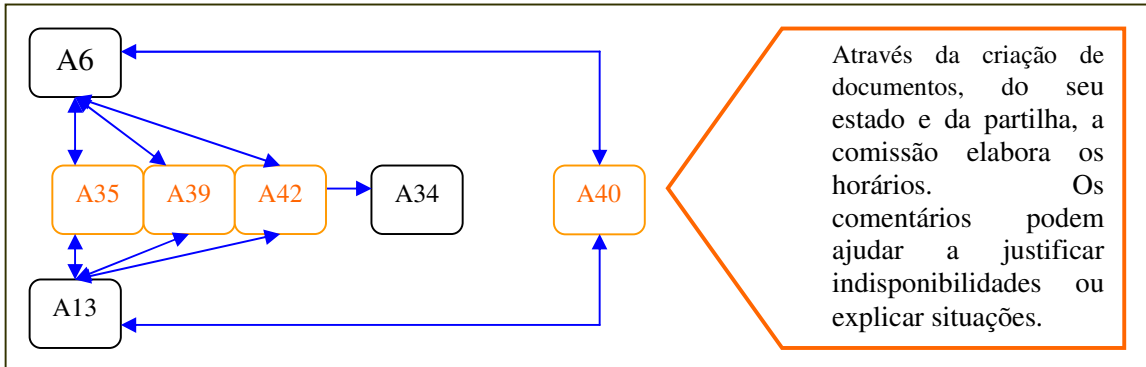 A6
A35 A39 A42 A34 A40
A13
Através da criação de
documentos, do seu
estado e da partilha, a
comissão elabora os
horários. Os
comentários podem
ajudar a justificar
indisponibilidades ou
explicar situações.